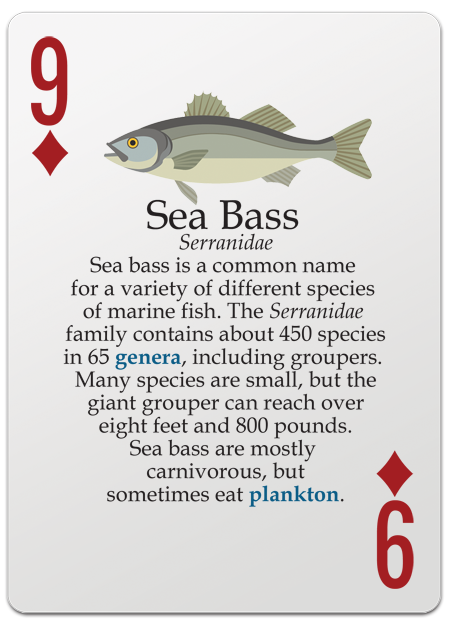 9
Sea Bass
Serranidae
Sea bass is a common name
for a variety of different species
of marine fish. The Serranidae
family contains about 450 species
in 65 genera, including groupers.
Many species are small, but the
giant grouper can reach over
eight feet and 800 pounds.
Sea bass are mostly
carnivorous, but
sometimes eat plankton.
9